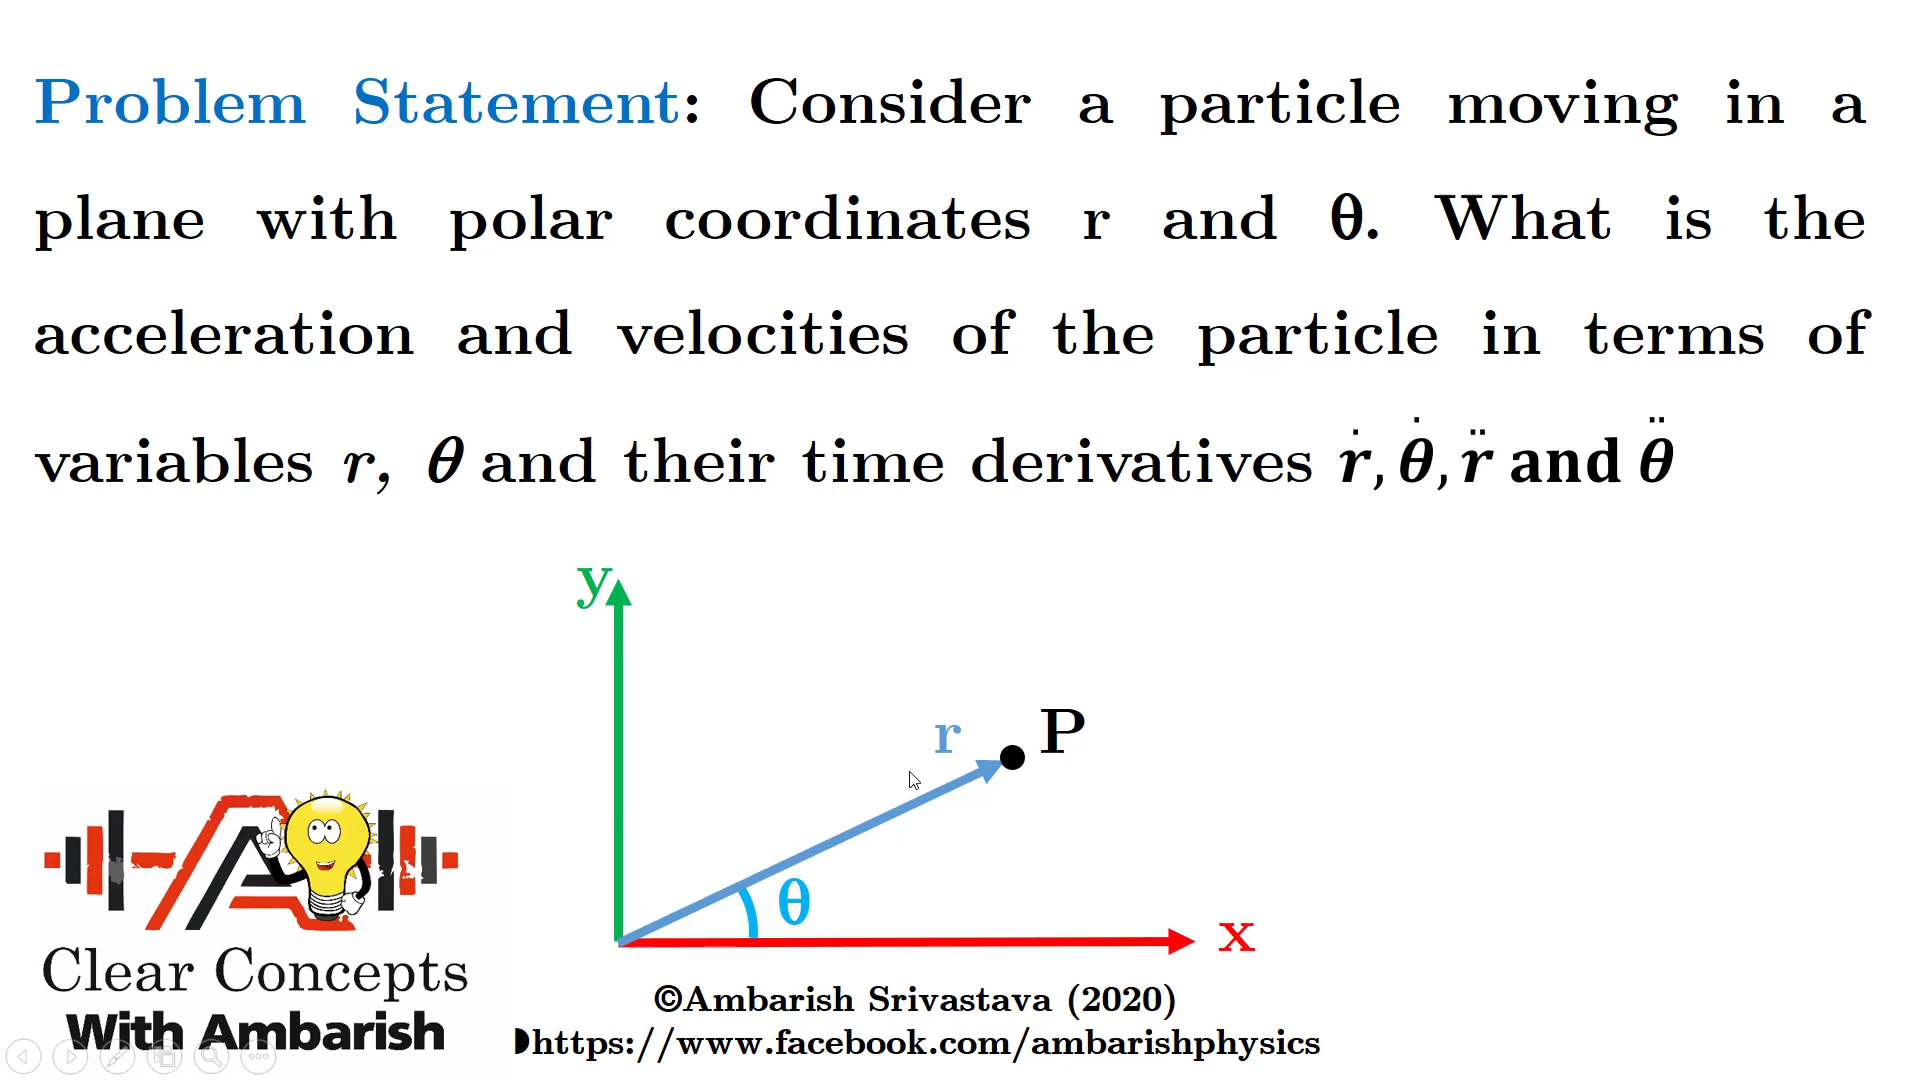 Problem Statement: Consider a particle moving in a
plane with polar coordinates r and θ. What is the
acceleration and velocities of the particle in terms of
variables r, θ and their time derivatives ṙ, θ̇, r̈ and θ̈
y
r
P
θ
x
Clear Concepts
With Ambarish
©Ambarish Srivastava (2020)
https://www.facebook.com/ambarishphysics